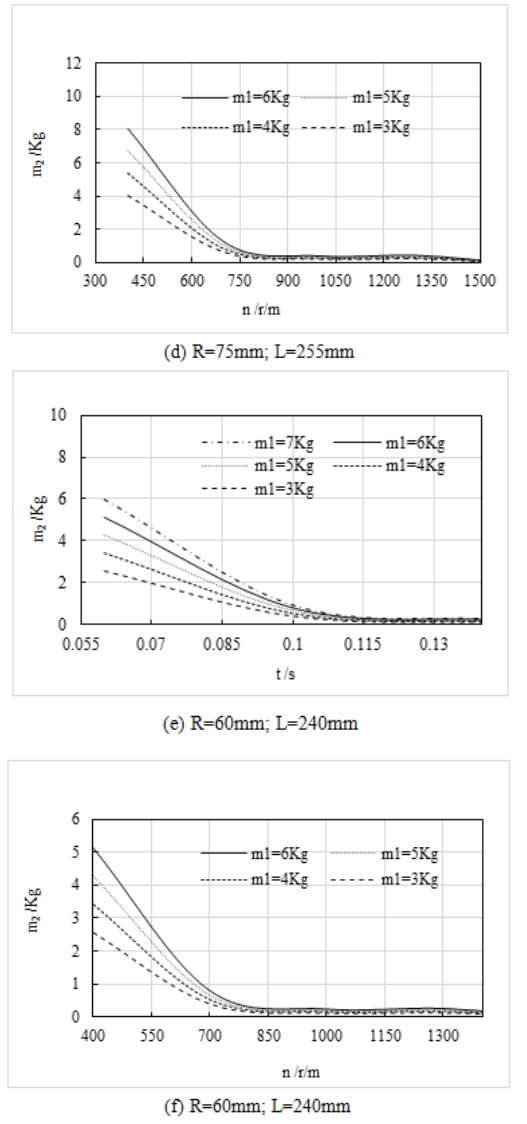 12
10
8
6
4
2
0
m₂ /Kg
m1=6Kg m1=5Kg
m1=4Kg m1=3Kg
300 450 600 750 900 1050 1200 1350 1500
n /r/m
(d) R=75mm; L=255mm
10
8
6
4
2
0
m₂ /Kg
m1=7Kg m1=6Kg
m1=5Kg m1=4Kg
m1=3Kg
0.055 0.07 0.085 0.1 0.115 0.13
t /s
(e) R=60mm; L=240mm
6
5
4
3
2
1
0
m₂ /Kg
m1=6Kg m1=5Kg
m1=4Kg m1=3Kg
400 550 700 850 1000 1150 1300
n /r/m
(f) R=60mm; L=240mm